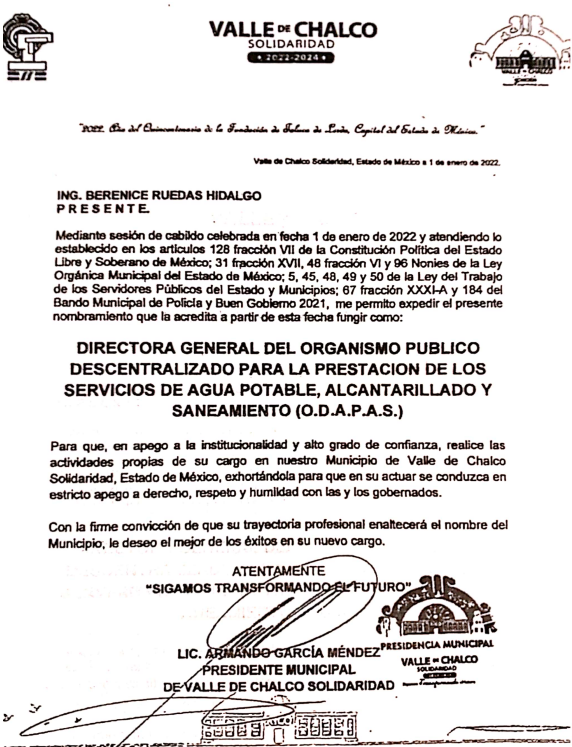 VALLE DE CHALCO
SOLIDARIDAD
2022-2024
VALLE DE CHALCO
"2022. Año del Quincentenario de la Fundación de Toluca de Lerdo, Capital del Estado de México."
Valle de Chalco Solidaridad, Estado de México a 1 de enero de 2022.
ING. BERENICE RUEDAS HIDALGO
P R E S E N T E.
Mediante sesión de cabildo celebrada en fecha 1 de enero de 2022 y atendiendo lo
establecido en los artículos 128 fracción VII de la Constitución Política del Estado
Libre y Soberano de México; 31 fracción XVII, 48 fracción VI y 96 Nonies de la Ley
Orgánica Municipal del Estado de México; 5, 45, 48, 49 y 50 de la Ley del Trabajo
de los Servidores Públicos del Estado y Municipios; 67 fracción XXXI-A y 184 del
Bando Municipal de Policía y Buen Gobierno 2021, me permito expedir el presente
nombramiento que la acredita a partir de esta fecha fungir como:
DIRECTORA GENERAL DEL ORGANISMO PUBLICO
DESCENTRALIZADO PARA LA PRESTACION DE LOS
SERVICIOS DE AGUA POTABLE, ALCANTARILLADO Y
SANEAMIENTO (O.D.A.P.A.S.)
Para que, en apego a la institucionalidad y alto grado de confianza, realice las
actividades propias de su cargo en nuestro Municipio de Valle de Chalco
Solidaridad, Estado de México, exhortándola para que en su actuar se conduzca en
estricto apego a derecho, respeto y humildad con las y los gobernados.
Con la firme convicción de que su trayectoria profesional enaltecerá el nombre del
Municipio, le deseo el mejor de los éxitos en su nuevo cargo.
ATENTAMENTE
"SIGAMOS TRANSFORMANDO EL FUTURO"
LIC. ARMANDO GARCÍA MÉNDEZ
PRESIDENTE MUNICIPAL
DE VALLE DE CHALCO SOLIDARIDAD
PRESIDENCIA MUNICIPAL
VALLE DE CHALCO
SOLIDARIDAD